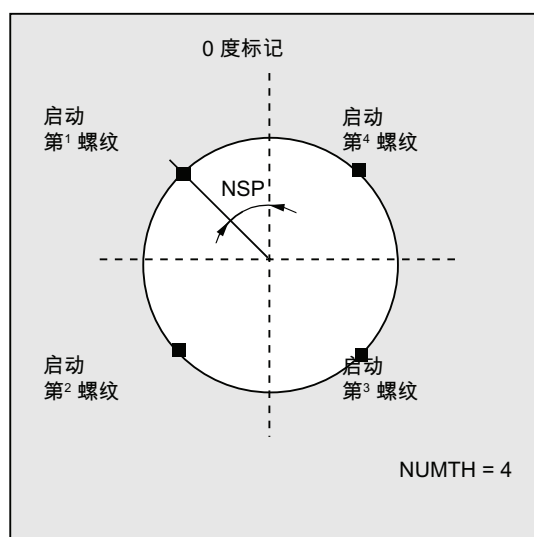 0 度标记
启动
第1 螺纹
启动
第4 螺纹
NSP
启动
第2 螺纹
启动
第3 螺纹
NUMTH = 4